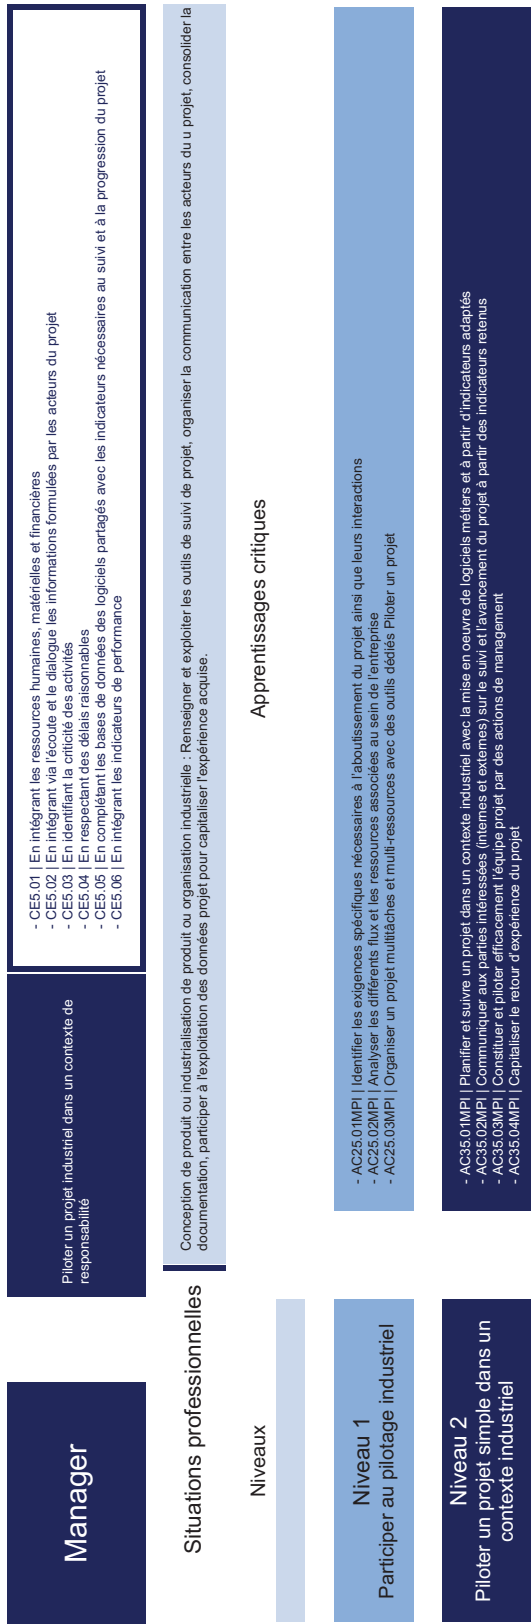 Manager
Piloter un projet industriel dans un contexte de
responsabilité
- CE5.01 | En intégrant les ressources humaines, matérielles et financières
- CE5.02 | En intégrant via l'écoute et le dialogue les informations formulées par les acteurs du projet
- CE5.03 | En identifiant la criticité des activités
- CE5.04 | En respectant des délais raisonnables
- CE5.05 | En complétant les bases de données des logiciels partagés avec les indicateurs nécessaires au suivi et à la progression du projet
- CE5.06 | En intégrant les indicateurs de performance
Situations professionnelles
Conception de produit ou industrialisation de produit ou organisation industrielle : Renseigner et exploiter les outils de suivi de projet, organiser la communication entre les acteurs du u projet, consolider la
documentation, participer à l'exploitation des données projet pour capitaliser l'expérience acquise.
Niveaux
Apprentissages critiques
Niveau 1
Participer au pilotage industriel
- AC25.01MPI | Identifier les exigences spécifiques nécessaires à l'aboutissement du projet ainsi que leurs interactions
- AC25.02MPI | Analyser les différents flux et les ressources associées au sein de l'entreprise
- AC25.03MPI | Organiser un projet multitâches et multi-ressources avec des outils dédiés Piloter un projet
Niveau 2
Piloter un projet simple dans un
contexte industriel
- AC35.01MPI | Planifier et suivre un projet dans un contexte industriel avec la mise en oeuvre de logiciels métiers et à partir d'indicateurs adaptés
- AC35.02MPI | Communiquer aux parties intéressées (internes et externes) sur le suivi et l'avancement du projet à partir des indicateurs retenus
- AC35.03MPI | Constituer et piloter efficacement l'équipe projet par des actions de management
- AC35.04MPI | Capitaliser le retour d'expérience du projet